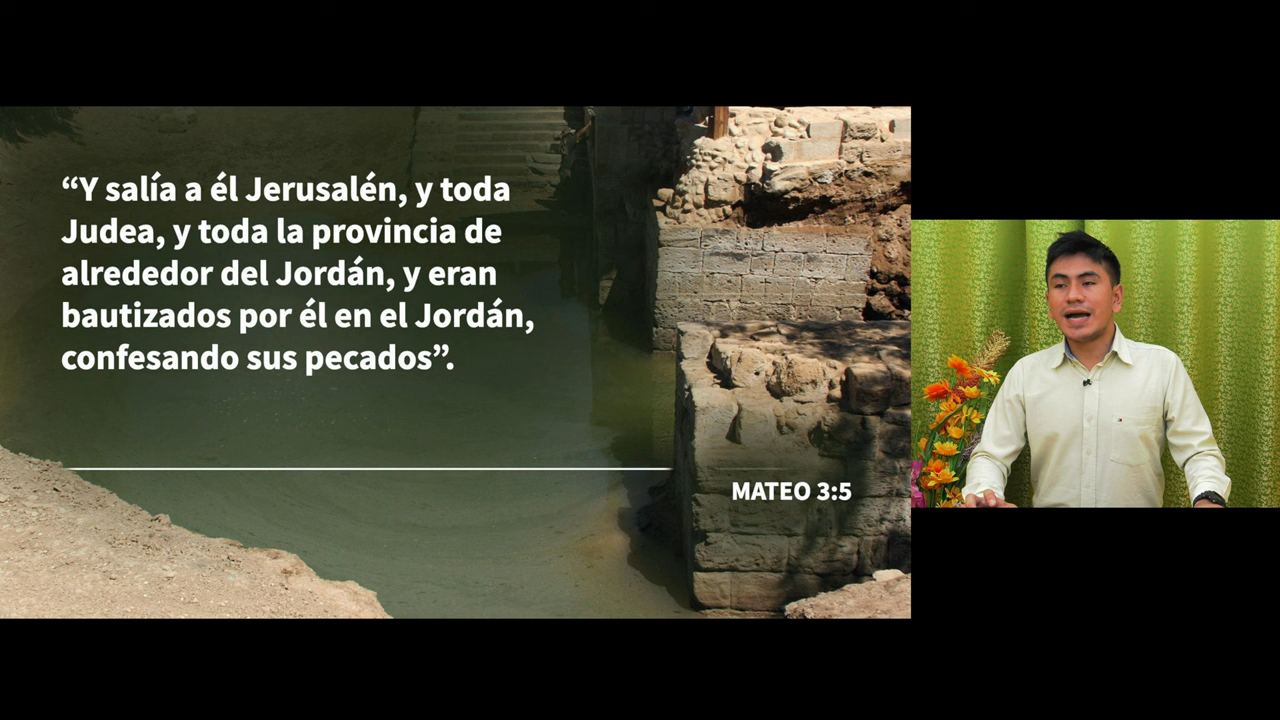 “Y salía a él Jerusalén, y toda
Judea, y toda la provincia de
alrededor del Jordán, y eran
bautizados por él en el Jordán,
confesando sus pecados”.
MATEO 3:5